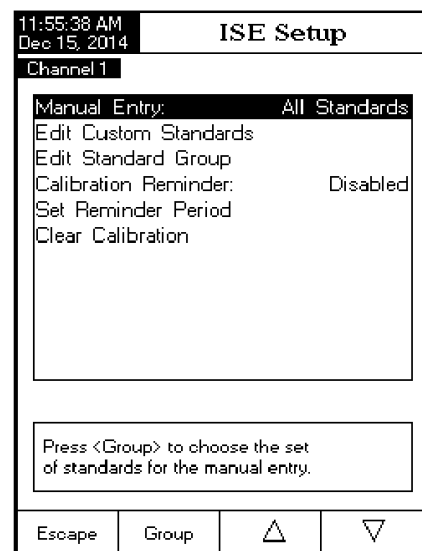 11:55:38 AM
Dec 15, 2014
ISE Setup
Channel 1
Manual Entry: All Standards
Edit Custom Standards
Edit Standard Group
Calibration Reminder: Disabled
Set Reminder Period
Clear Calibration
Press <Group> to choose the set
of standards for the manual entry.
Escape Group △ ▽